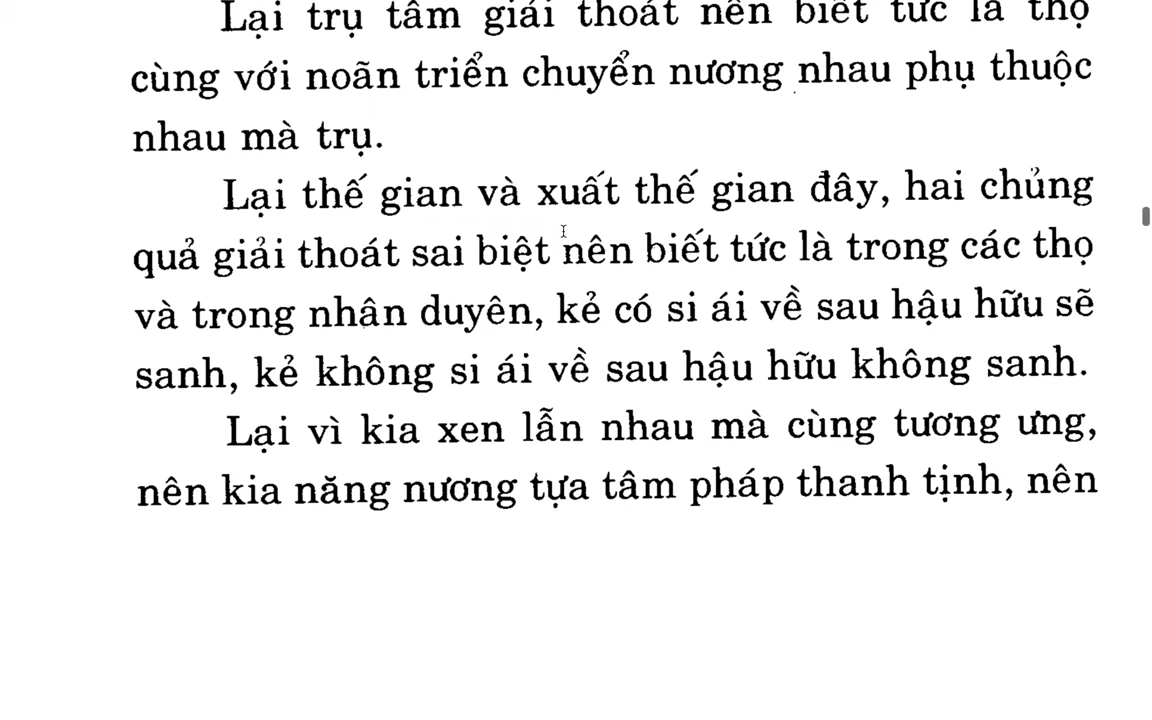 Lại trụ tâm giải thoát nên biết tức là thọ
cùng với noãn triển chuyển nương nhau phụ thuộc
nhau mà trụ.
Lại thế gian và xuất thế gian đây, hai chủng
quả giải thoát sai biệt nên biết tức là trong các thọ
và trong nhân duyên, kẻ có si ái về sau hậu hữu sẽ
sanh, kẻ không si ái về sau hậu hữu không sanh.
Lại vì kia xen lẫn nhau mà cùng tương ưng,
nên kia năng nương tựa tâm pháp thanh tịnh, nên